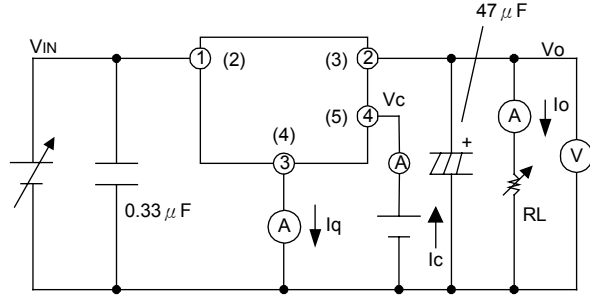 47 μF
VIN
1
(2)
(3)
2
Vo
(5)
4
Vc
A
Io
(4)
3
A
+
V
0.33 μF
A
Iq
Ic
RL